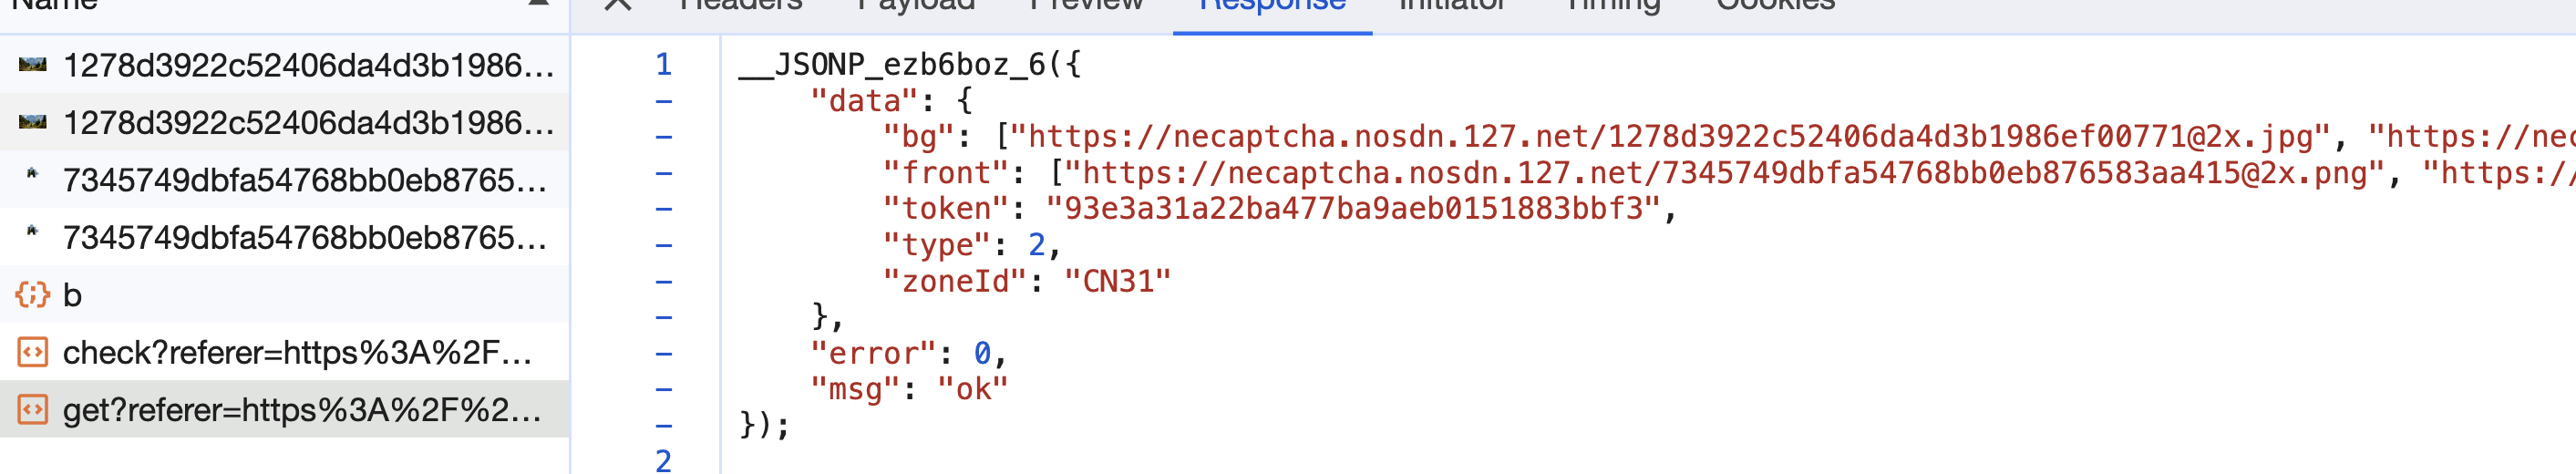 Name
Headers Payload Preview Response Initiator Timing Cookies
1278d3922c52406da4d3b1986...
1278d3922c52406da4d3b1986...
7345749dbfa54768bb0eb8765...
7345749dbfa54768bb0eb8765...
{;} b
check?referer=https%3A%2F...
get?referer=https%3A%2F%2...
1 __JSONP_ezb6boz_6({
- "data": {
- "bg": ["https://necaptcha.nosdn.127.net/1278d3922c52406da4d3b1986ef00771@2x.jpg", "https://nec
- "front": ["https://necaptcha.nosdn.127.net/7345749dbfa54768bb0eb876583aa415@2x.png", "https://
- "token": "93e3a31a22ba477ba9aeb0151883bbf3",
- "type": 2,
- "zoneId": "CN31"
- },
- "error": 0,
- "msg": "ok"
- });
2